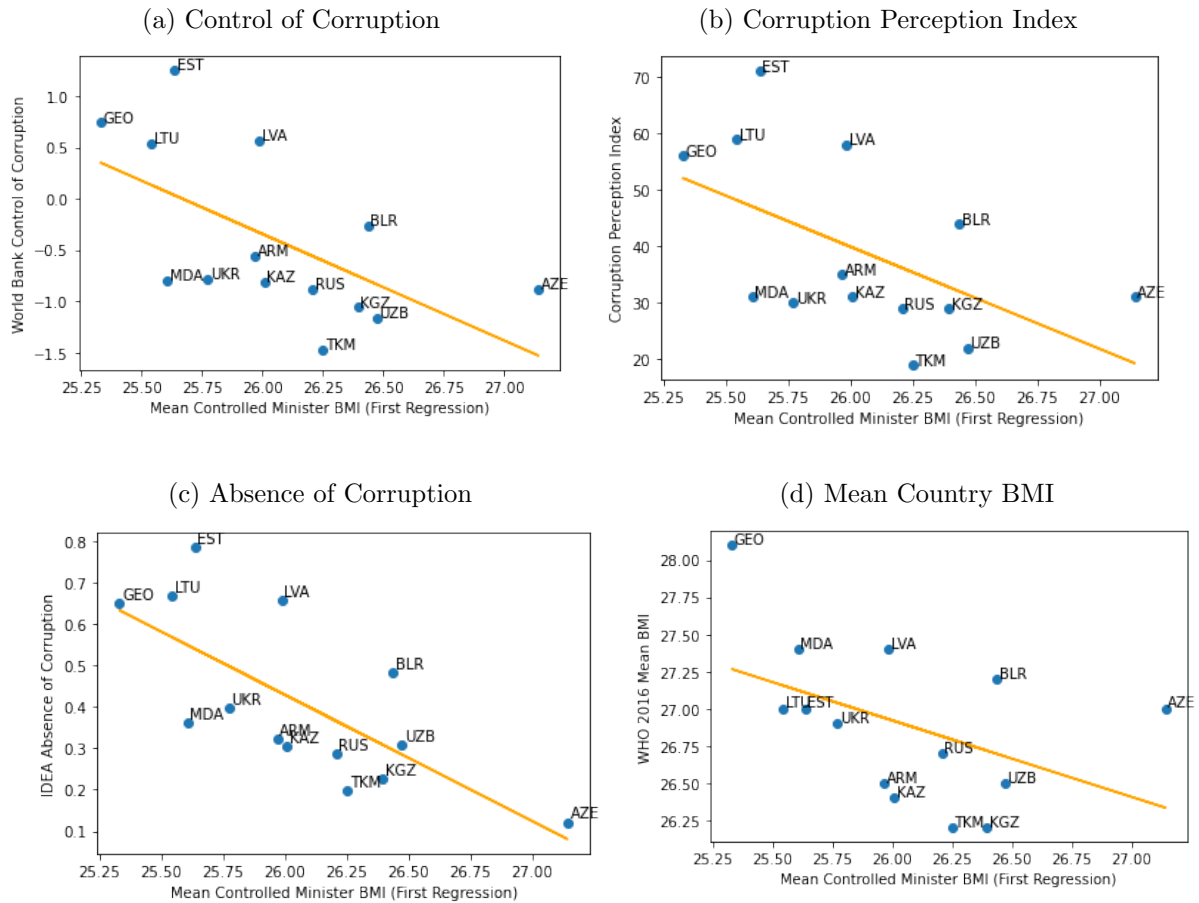 (a) Control of Corruption
World Bank Control of Corruption
1.0
0.5
0.0
−0.5
−1.0
−1.5
EST
GEO
LTU
LVA
BLR
ARM
MDA
UKR
KAZ
RUS
AZE
KGZ
UZB
TKM
25.25 25.50 25.75 26.00 26.25 26.50 26.75 27.00
Mean Controlled Minister BMI (First Regression)
(b) Corruption Perception Index
Corruption Perception Index
70
60
50
40
30
20
EST
LTU
LVA
GEO
BLR
ARM
MDA
UKR
KAZ
RUS
KGZ
AZE
UZB
TKM
25.25 25.50 25.75 26.00 26.25 26.50 26.75 27.00
Mean Controlled Minister BMI (First Regression)
(c) Absence of Corruption
IDEA Absence of Corruption
0.8
0.7
0.6
0.5
0.4
0.3
0.2
0.1
EST
GEO
LTU
LVA
BLR
UKR
MDA
ARM
KAZ
RUS
UZB
TKM
KGZ
AZE
25.25 25.50 25.75 26.00 26.25 26.50 26.75 27.00
Mean Controlled Minister BMI (First Regression)
(d) Mean Country BMI
WHO 2016 Mean BMI
28.00
27.75
27.50
27.25
27.00
26.75
26.50
26.25
GEO
MDA
LVA
BLR
LTU
EST
AZE
UKR
RUS
ARM
UZB
KAZ
TKM
KGZ
25.25 25.50 25.75 26.00 26.25 26.50 26.75 27.00
Mean Controlled Minister BMI (First Regression)